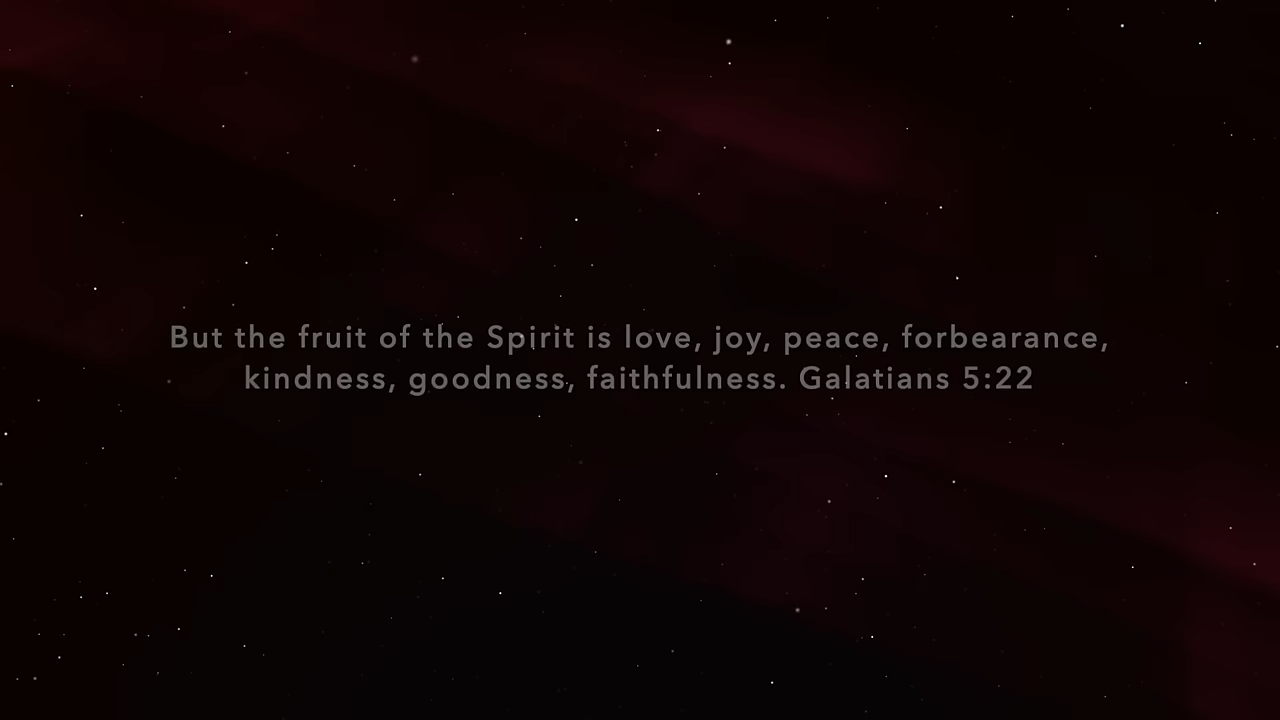 But the fruit of the Spirit is love, joy, peace, forbearance,
kindness, goodness, faithfulness. Galatians 5:22